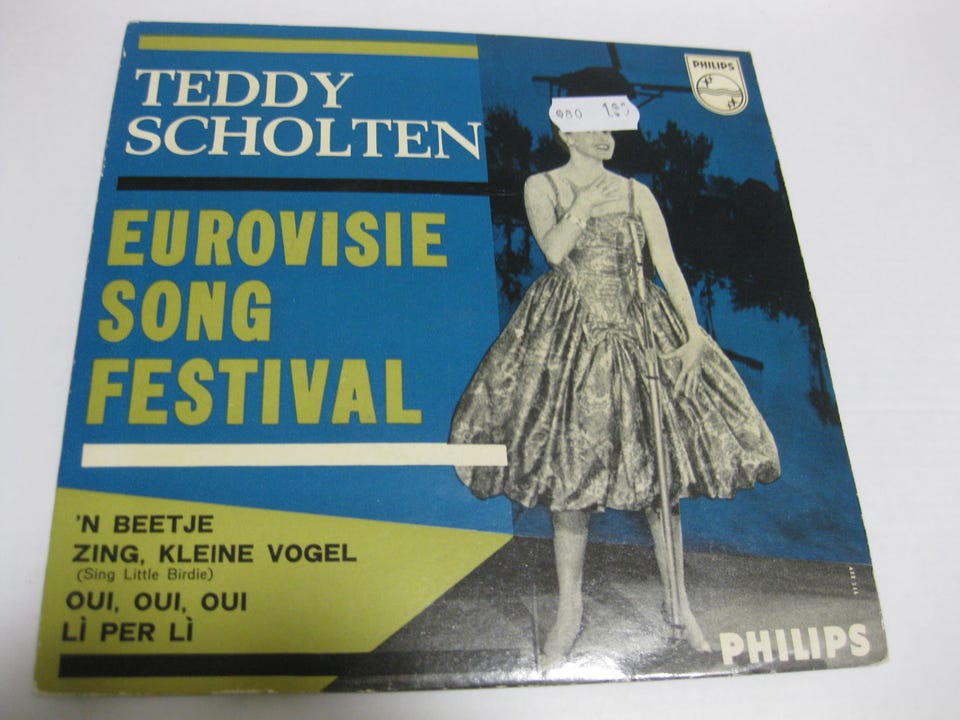 TEDDY
SCHOLTEN
PHILIPS
EUROVISIE
SONG
FESTIVAL
'N BEETJE
ZING, KLEINE VOGEL
(Sing Little Birdie)
OUI, OUI, OUI
LÌ PER LÌ
PHILIPS